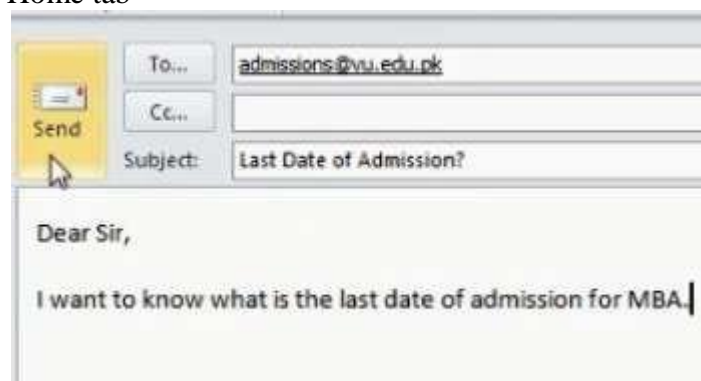 Home tab
To...
admissions@vu.edu.pk
Cc...
Send
Subject:
Last Date of Admission?
Dear Sir,
I want to know what is the last date of admission for MBA.